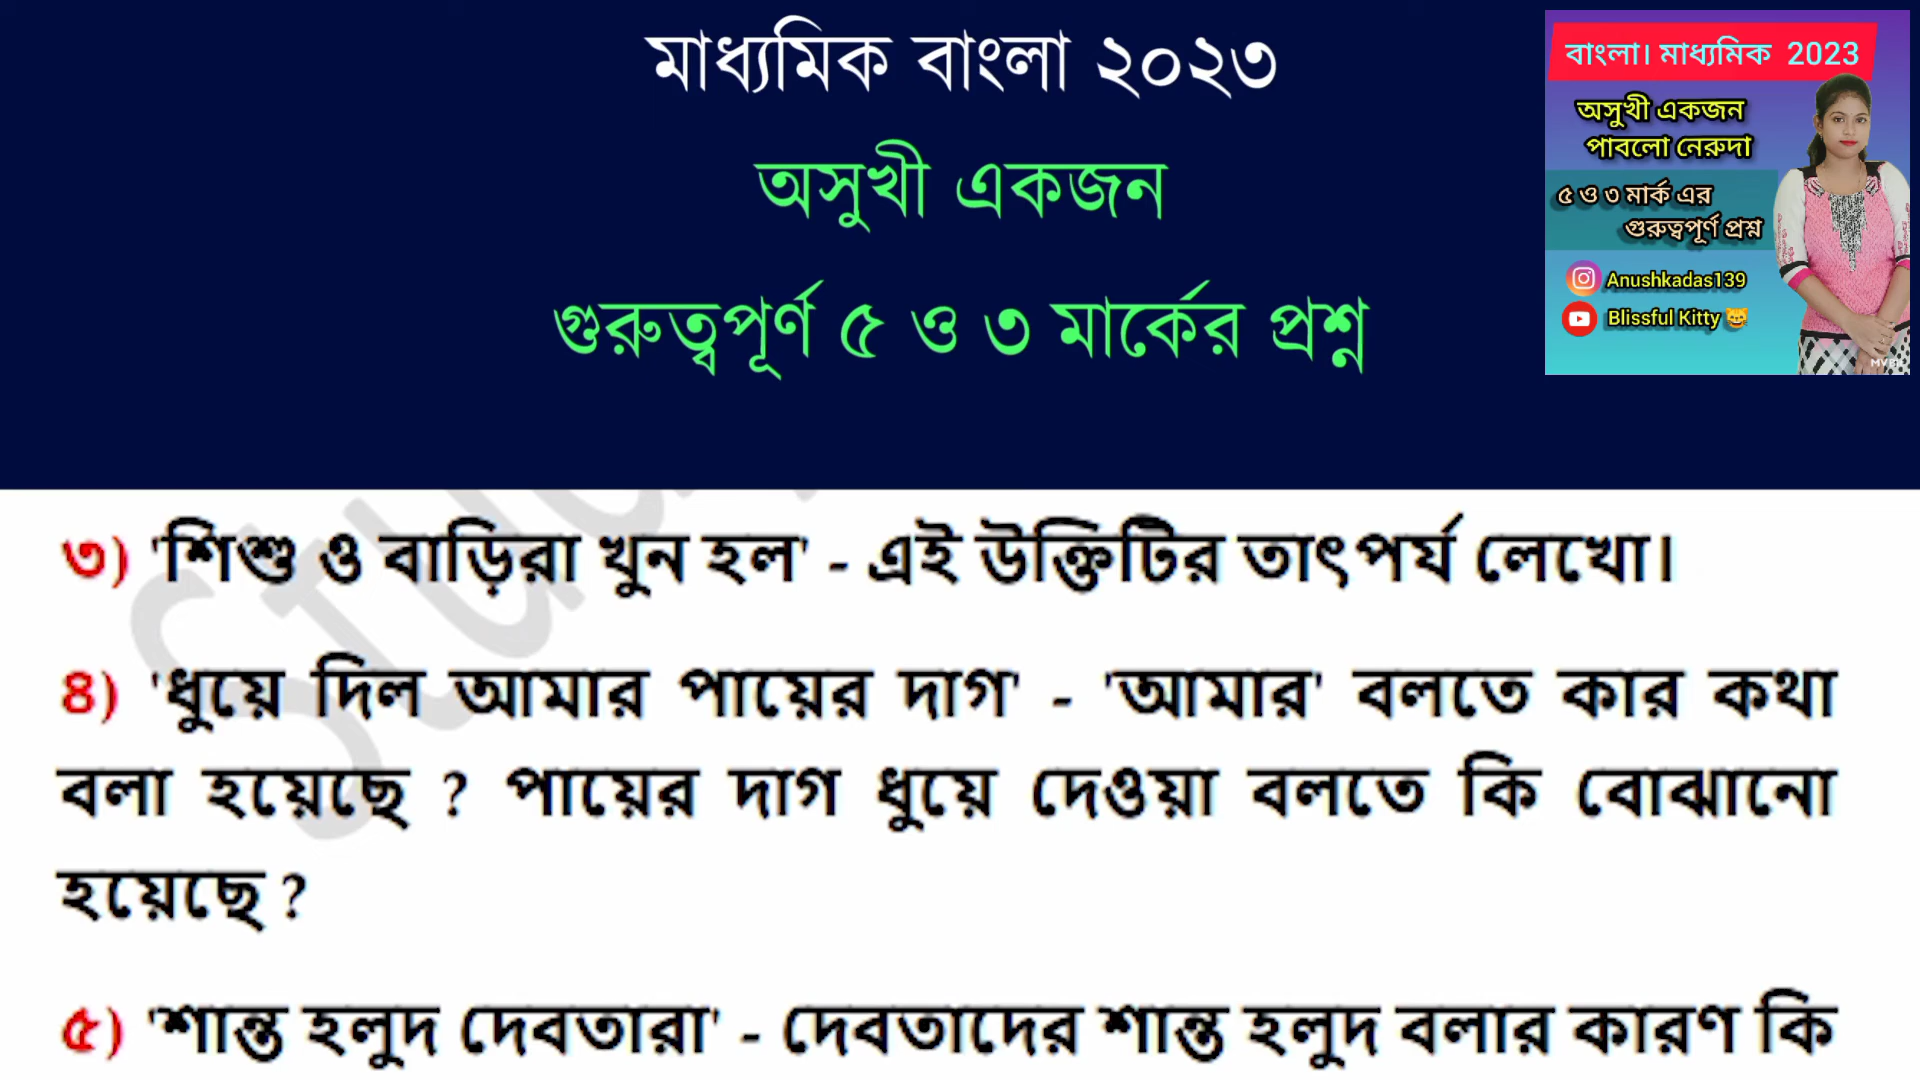 মাধ্যমিক বাংলা ২০২৩
অসুখী একজন
গুরুত্বপূর্ণ ৫ ও ৩ মার্কের প্রশ্ন
বাংলা। মাধ্যমিক 2023
অসুখী একজন
পাবলো নেরুদা
৫ ও ৩ মার্ক এর
গুরুত্বপূর্ণ প্রশ্ন
Anushkadas139
Blissful Kitty 😺
৩) 'শিশু ও বাড়িরা খুন হল' - এই উক্তিটির তাৎপর্য লেখো।
৪) 'ধুয়ে দিল আমার পায়ের দাগ' - 'আমার' বলতে কার কথা
বলা হয়েছে ? পায়ের দাগ ধুয়ে দেওয়া বলতে কি বোঝানো
হয়েছে ?
৫) 'শান্ত হলুদ দেবতারা' - দেবতাদের শান্ত হলুদ বলার কারণ কি